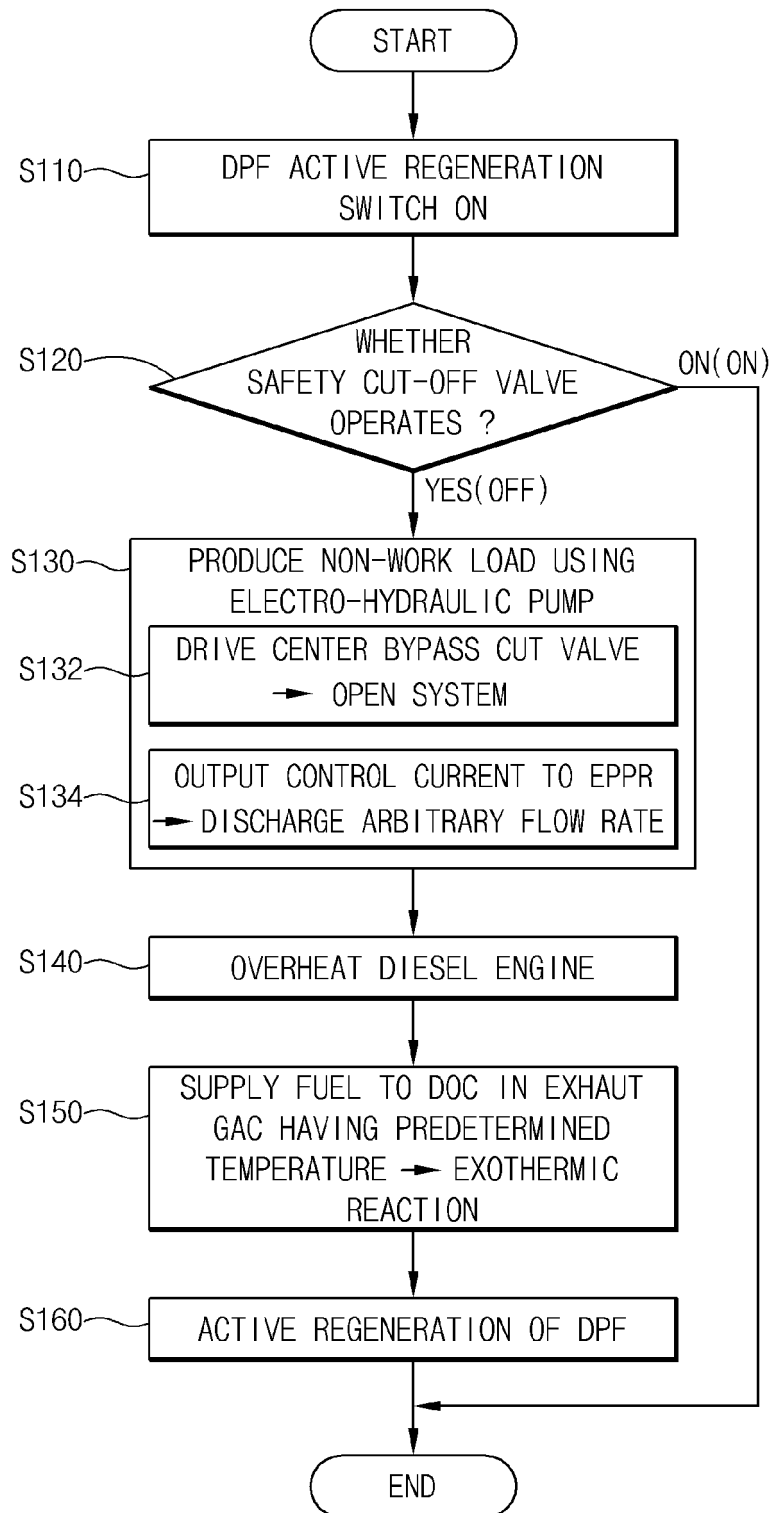 START
S110
DPF ACTIVE REGENERATION
SWITCH ON
S120
WHETHER
SAFETY CUT-OFF VALVE
OPERATES ?
ON(ON)
YES(OFF)
S130
PRODUCE NON-WORK LOAD USING
ELECTRO-HYDRAULIC PUMP
S132
DRIVE CENTER BYPASS CUT VALVE
→ OPEN SYSTEM
S134
OUTPUT CONTROL CURRENT TO EPPR
→ DISCHARGE ARBITRARY FLOW RATE
S140
OVERHEAT DIESEL ENGINE
S150
SUPPLY FUEL TO DOC IN EXHAUT
GAC HAVING PREDETERMINED
TEMPERATURE → EXOTHERMIC
REACTION
S160
ACTIVE REGENERATION OF DPF
END